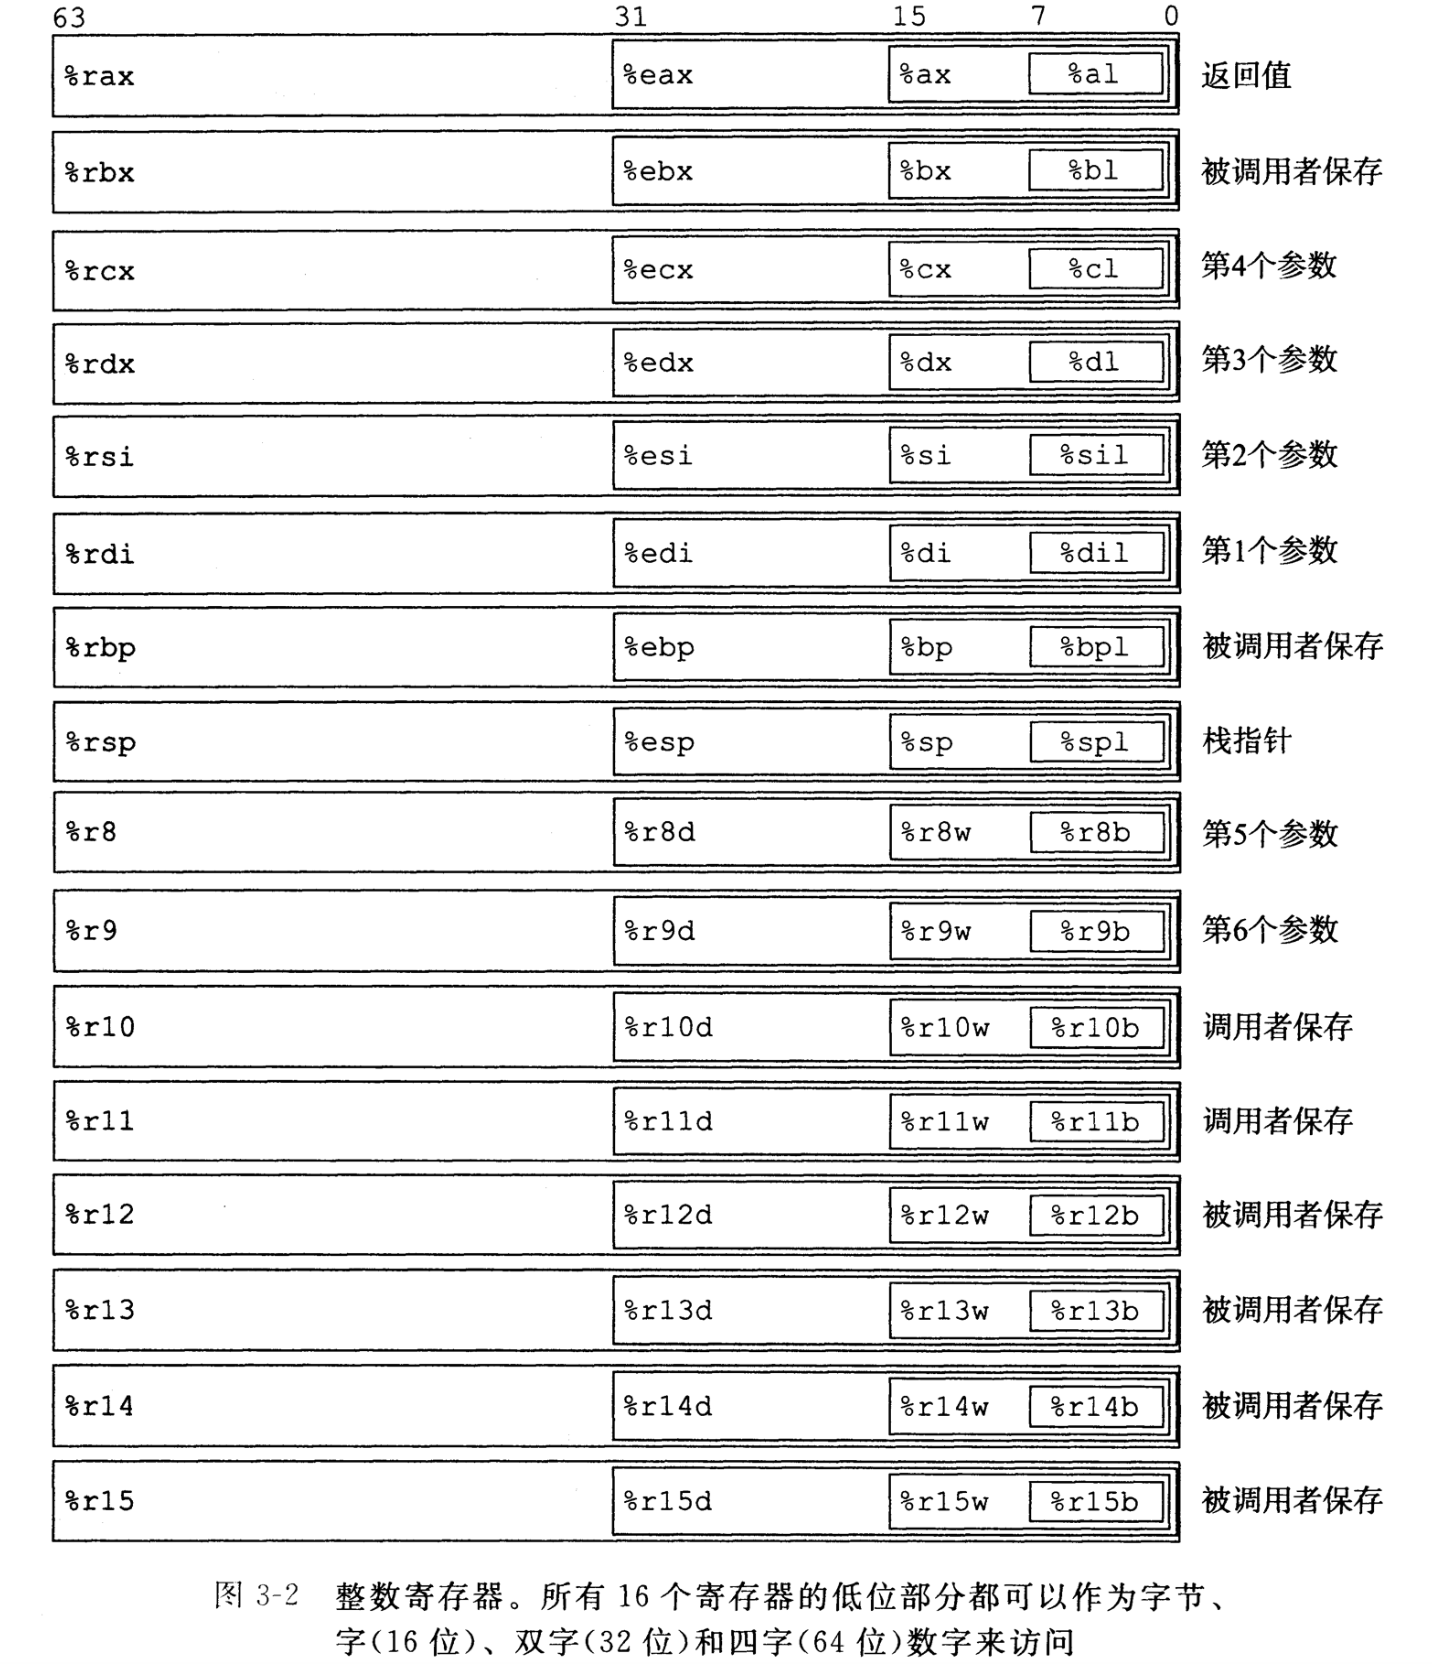 63 31 15 7 0
%rax %eax %ax %al 返回值
%rbx %ebx %bx %bl 被调用者保存
%rcx %ecx %cx %cl 第4个参数
%rdx %edx %dx %dl 第3个参数
%rsi %esi %si %sil 第2个参数
%rdi %edi %di %dil 第1个参数
%rbp %ebp %bp %bpl 被调用者保存
%rsp %esp %sp %spl 栈指针
%r8 %r8d %r8w %r8b 第5个参数
%r9 %r9d %r9w %r9b 第6个参数
%r10 %r10d %r10w %r10b 调用者保存
%r11 %r11d %r11w %r11b 调用者保存
%r12 %r12d %r12w %r12b 被调用者保存
%r13 %r13d %r13w %r13b 被调用者保存
%r14 %r14d %r14w %r14b 被调用者保存
%r15 %r15d %r15w %r15b 被调用者保存
图 3-2 整数寄存器。所有 16 个寄存器的低位部分都可以作为字节、
字(16 位)、双字(32 位)和四字(64 位)数字来访问